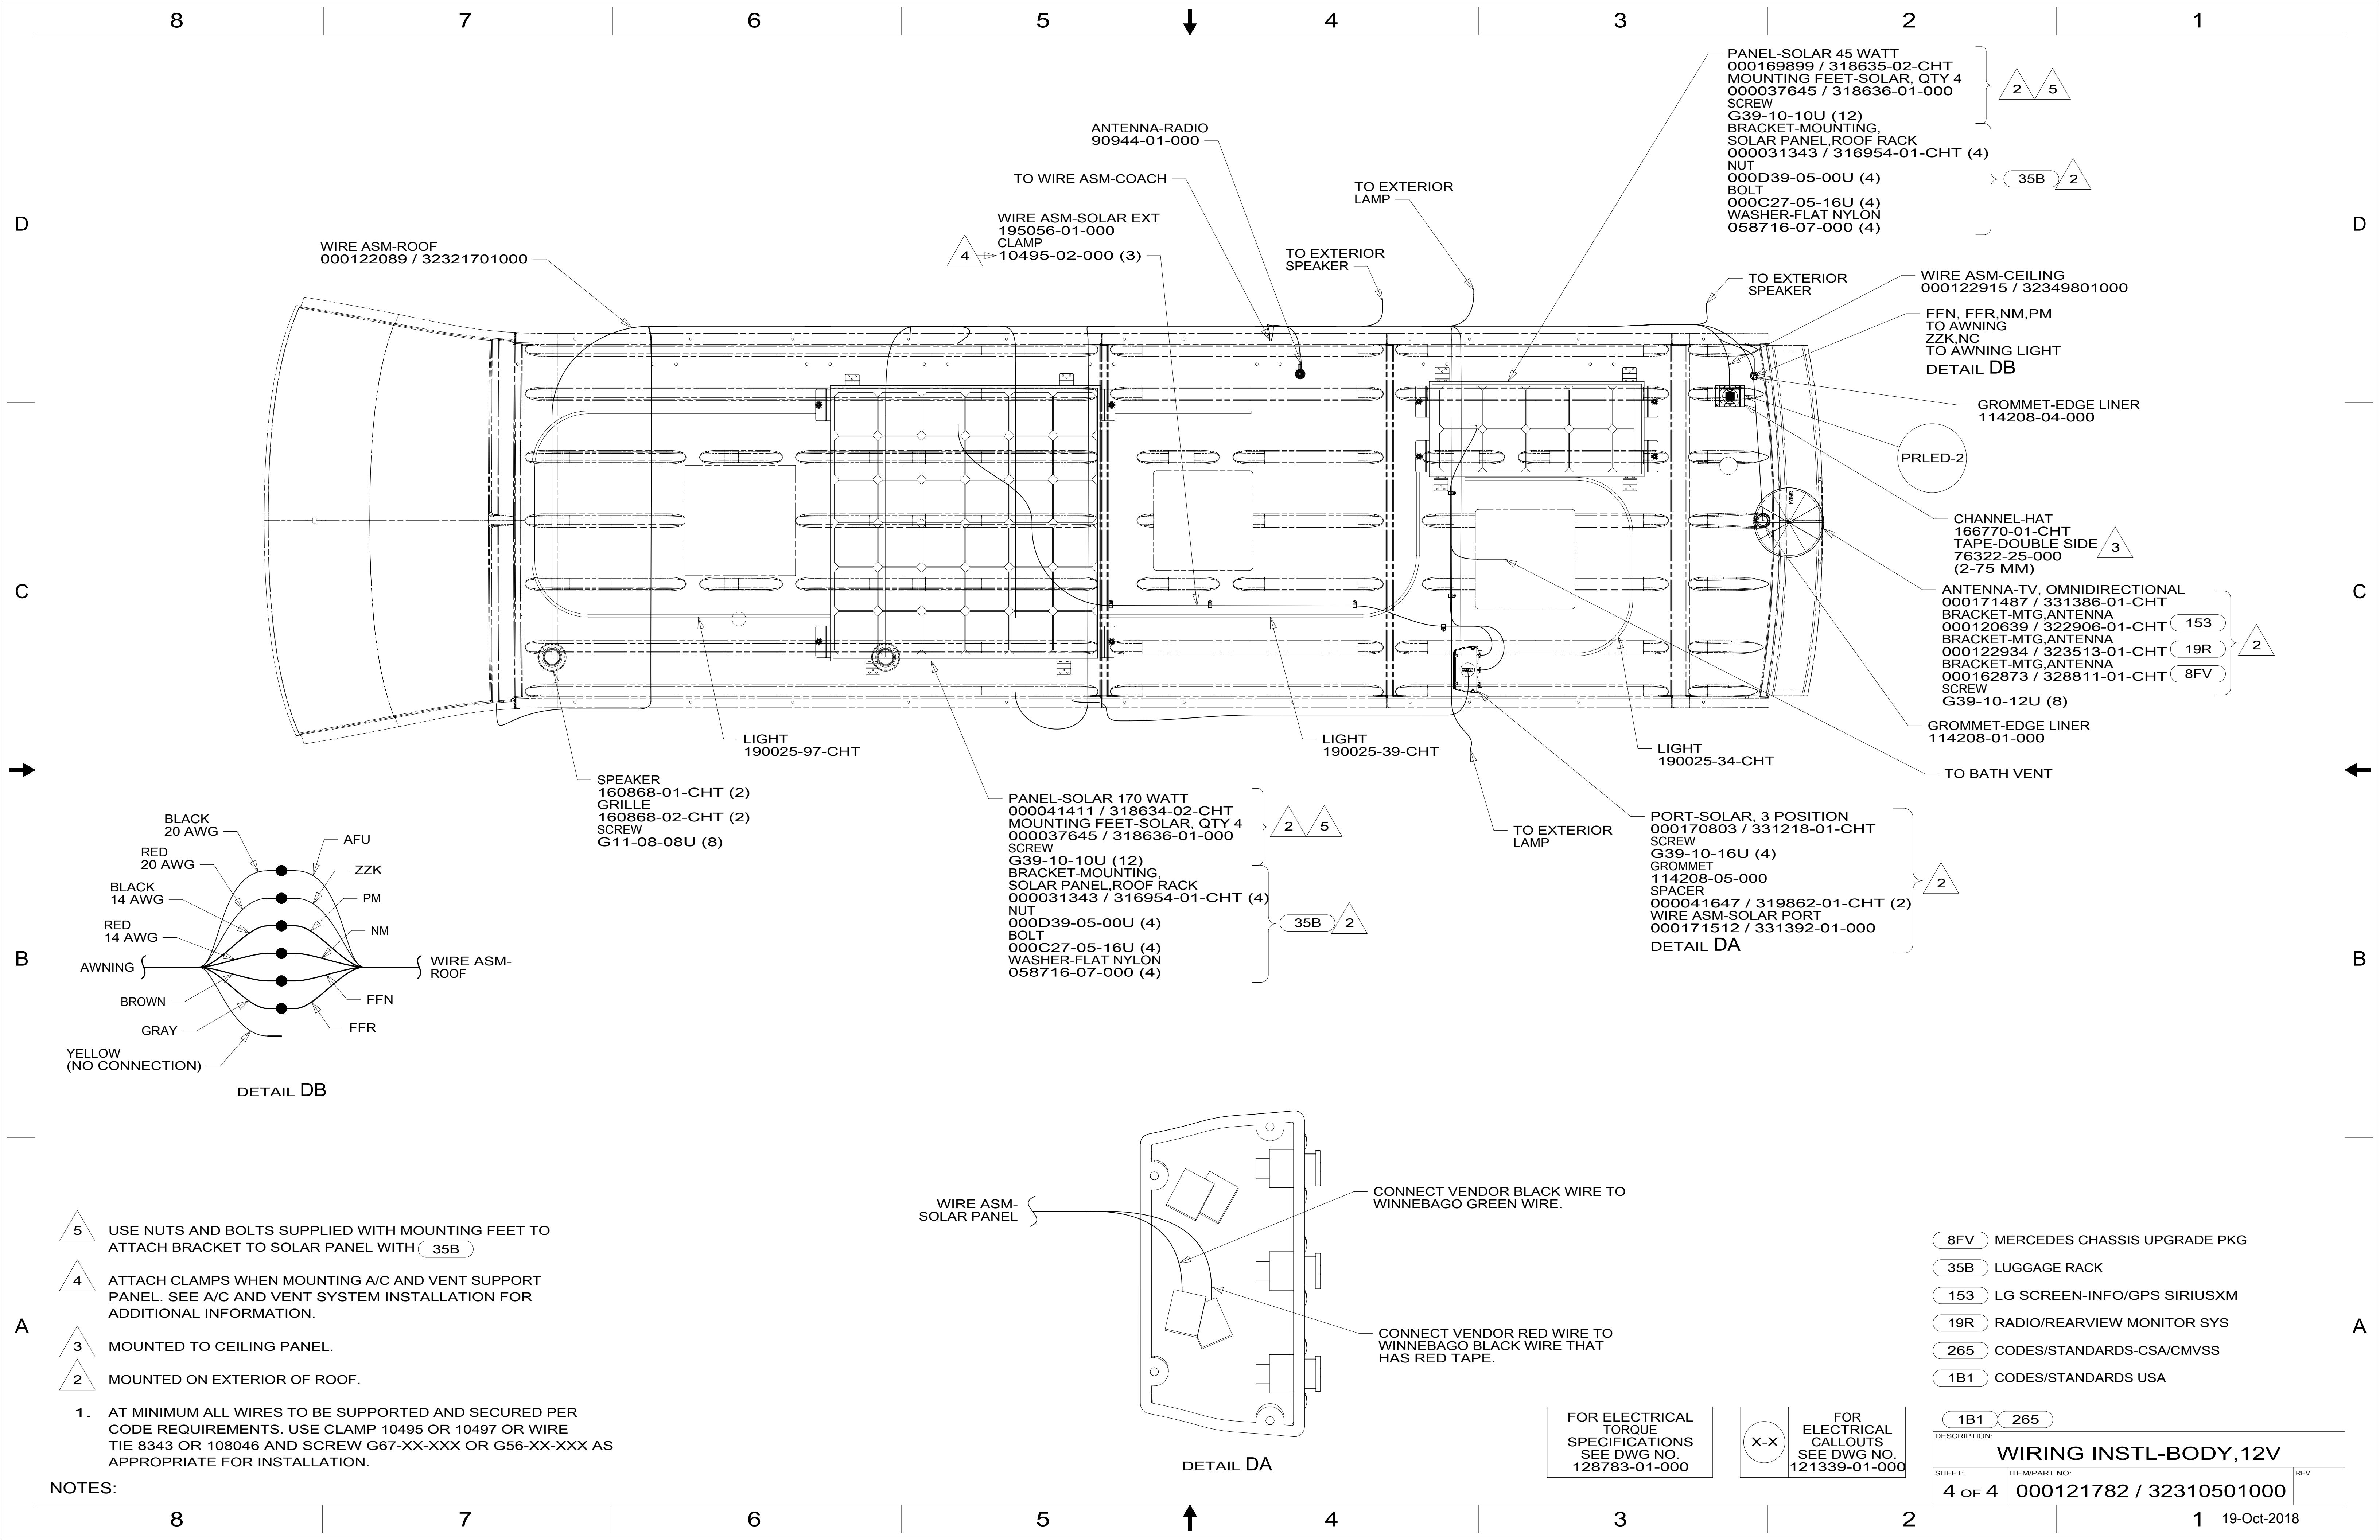 8 7 6 5 4 3 2 1
D
C
B
A
D
C
B
A
PANEL-SOLAR 45 WATT
000169899 / 318635-02-CHT
MOUNTING FEET-SOLAR, QTY 4
000037645 / 318636-01-000
SCREW
G39-10-10U (12)
2 5
BRACKET-MOUNTING,
SOLAR PANEL,ROOF RACK
000031343 / 316954-01-CHT (4)
NUT
000D39-05-00U (4)
BOLT
000C27-05-16U (4)
WASHER-FLAT NYLON
058716-07-000 (4)
35B 2
ANTENNA-RADIO
90944-01-000
TO WIRE ASM-COACH
WIRE ASM-SOLAR EXT
195056-01-000
CLAMP
4 10495-02-000 (3)
TO EXTERIOR
LAMP
TO EXTERIOR
SPEAKER
TO EXTERIOR
SPEAKER
WIRE ASM-ROOF
000122089 / 32321701000
WIRE ASM-CEILING
000122915 / 32349801000
FFN, FFR,NM,PM
TO AWNING
ZZK,NC
TO AWNING LIGHT
DETAIL DB
GROMMET-EDGE LINER
114208-04-000
PRLED-2
CHANNEL-HAT
166770-01-CHT
TAPE-DOUBLE SIDE
76322-25-000
(2-75 MM)
3
ANTENNA-TV, OMNIDIRECTIONAL
000171487 / 331386-01-CHT
BRACKET-MTG,ANTENNA
000120639 / 322906-01-CHT 153
BRACKET-MTG,ANTENNA
000122934 / 323513-01-CHT 19R
BRACKET-MTG,ANTENNA
000162873 / 328811-01-CHT 8FV
SCREW
G39-10-12U (8)
2
GROMMET-EDGE LINER
114208-01-000
TO BATH VENT
LIGHT
190025-97-CHT
LIGHT
190025-39-CHT
LIGHT
190025-34-CHT
SPEAKER
160868-01-CHT (2)
GRILLE
160868-02-CHT (2)
SCREW
G11-08-08U (8)
PANEL-SOLAR 170 WATT
000041411 / 318634-02-CHT
MOUNTING FEET-SOLAR, QTY 4
000037645 / 318636-01-000
SCREW
G39-10-10U (12)
2 5
BRACKET-MOUNTING,
SOLAR PANEL,ROOF RACK
000031343 / 316954-01-CHT (4)
NUT
000D39-05-00U (4)
BOLT
000C27-05-16U (4)
WASHER-FLAT NYLON
058716-07-000 (4)
35B 2
TO EXTERIOR
LAMP
PORT-SOLAR, 3 POSITION
000170803 / 331218-01-CHT
SCREW
G39-10-16U (4)
GROMMET
114208-05-000
SPACER
000041647 / 319862-01-CHT (2)
WIRE ASM-SOLAR PORT
000171512 / 331392-01-000
DETAIL DA
2
BLACK
20 AWG
RED
20 AWG
BLACK
14 AWG
RED
14 AWG
AWNING
BROWN
GRAY
YELLOW
(NO CONNECTION)
AFU
ZZK
PM
NM
WIRE ASM-
ROOF
FFN
FFR
DETAIL DB
WIRE ASM-
SOLAR PANEL
CONNECT VENDOR BLACK WIRE TO
WINNEBAGO GREEN WIRE.
CONNECT VENDOR RED WIRE TO
WINNEBAGO BLACK WIRE THAT
HAS RED TAPE.
DETAIL DA
5 USE NUTS AND BOLTS SUPPLIED WITH MOUNTING FEET TO
ATTACH BRACKET TO SOLAR PANEL WITH 35B
4 ATTACH CLAMPS WHEN MOUNTING A/C AND VENT SUPPORT
PANEL. SEE A/C AND VENT SYSTEM INSTALLATION FOR
ADDITIONAL INFORMATION.
3 MOUNTED TO CEILING PANEL.
2 MOUNTED ON EXTERIOR OF ROOF.
1. AT MINIMUM ALL WIRES TO BE SUPPORTED AND SECURED PER
CODE REQUIREMENTS. USE CLAMP 10495 OR 10497 OR WIRE
TIE 8343 OR 108046 AND SCREW G67-XX-XXX OR G56-XX-XXX AS
APPROPRIATE FOR INSTALLATION.
NOTES:
FOR ELECTRICAL
TORQUE
SPECIFICATIONS
SEE DWG NO.
128783-01-000
X-X
FOR
ELECTRICAL
CALLOUTS
SEE DWG NO.
121339-01-000
8FV MERCEDES CHASSIS UPGRADE PKG
35B LUGGAGE RACK
153 LG SCREEN-INFO/GPS SIRIUSXM
19R RADIO/REARVIEW MONITOR SYS
265 CODES/STANDARDS-CSA/CMVSS
1B1 CODES/STANDARDS USA
1B1 265
DESCRIPTION:
WIRING INSTL-BODY,12V
SHEET:
4 OF 4
ITEM/PART NO:
000121782 / 32310501000
REV
8 7 6 5 4 3 2 1
19-Oct-2018